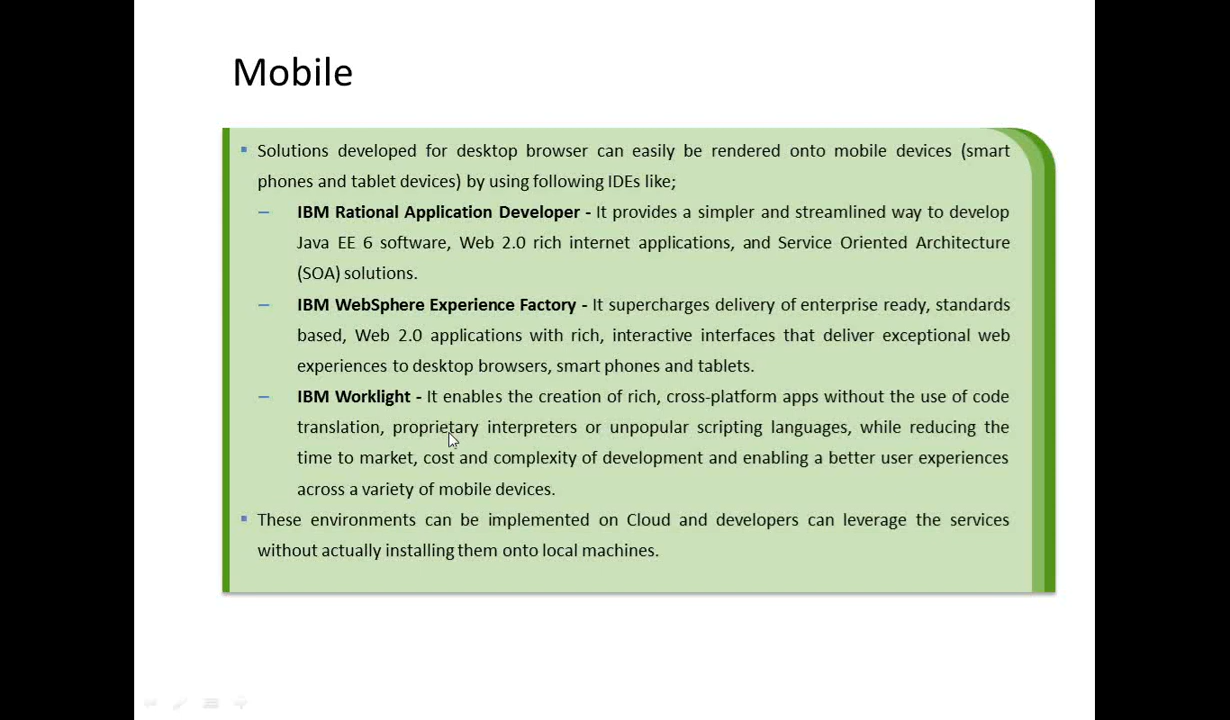 Mobile
▪ Solutions developed for desktop browser can easily be rendered onto mobile devices (smart
phones and tablet devices) by using following IDEs like;
– IBM Rational Application Developer - It provides a simpler and streamlined way to develop
Java EE 6 software, Web 2.0 rich internet applications, and Service Oriented Architecture
(SOA) solutions.
– IBM WebSphere Experience Factory - It supercharges delivery of enterprise ready, standards
based, Web 2.0 applications with rich, interactive interfaces that deliver exceptional web
experiences to desktop browsers, smart phones and tablets.
– IBM Worklight - It enables the creation of rich, cross-platform apps without the use of code
translation, proprietary interpreters or unpopular scripting languages, while reducing the
time to market, cost and complexity of development and enabling a better user experiences
across a variety of mobile devices.
▪ These environments can be implemented on Cloud and developers can leverage the services
without actually installing them onto local machines.